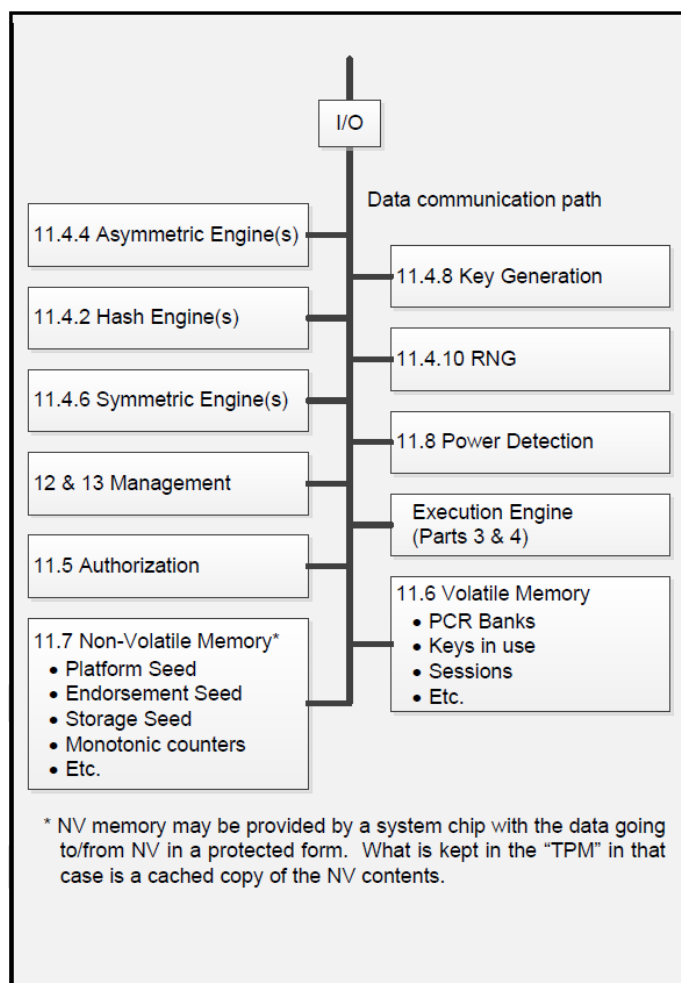 I/O
Data communication path
11.4.4 Asymmetric Engine(s)
11.4.8 Key Generation
11.4.2 Hash Engine(s)
11.4.10 RNG
11.4.6 Symmetric Engine(s)
11.8 Power Detection
12 & 13 Management
Execution Engine
(Parts 3 & 4)
11.5 Authorization
11.6 Volatile Memory
• PCR Banks
• Keys in use
• Sessions
• Etc.
11.7 Non-Volatile Memory*
• Platform Seed
• Endorsement Seed
• Storage Seed
• Monotonic counters
• Etc.
* NV memory may be provided by a system chip with the data going
to/from NV in a protected form. What is kept in the “TPM” in that
case is a cached copy of the NV contents.